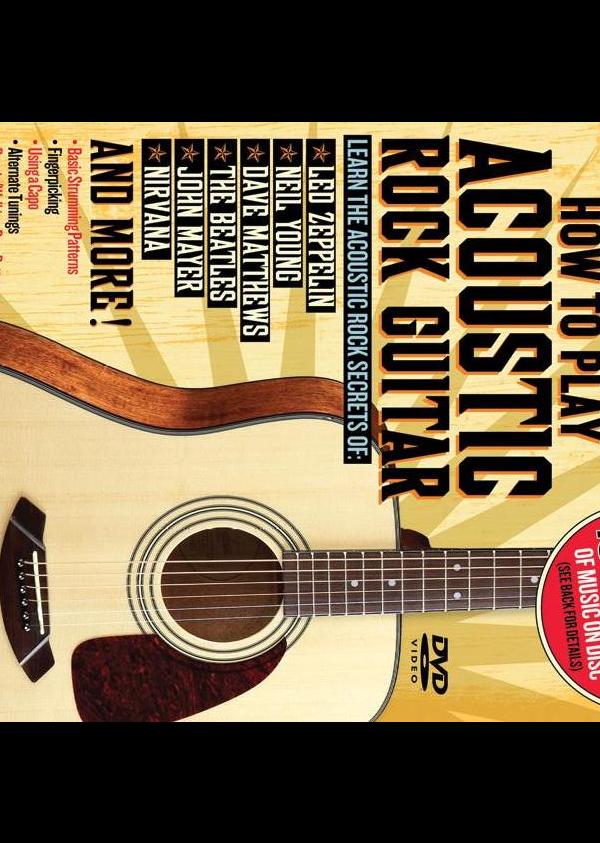 HOW TO PLAY
ACOUSTIC
ROCK GUITAR
LEARN THE ACOUSTIC ROCK SECRETS OF:
LED ZEPPELIN
NEIL YOUNG
DAVE MATTHEWS
THE BEATLES
JOHN MAYER
NIRVANA
AND MORE!
• Basic Strumming Patterns
• Fingerpicking
• Using a Capo
• Alternate Tunings
OF MUSIC ON DISC
(SEE BACK FOR DETAILS)
DVD
VIDEO